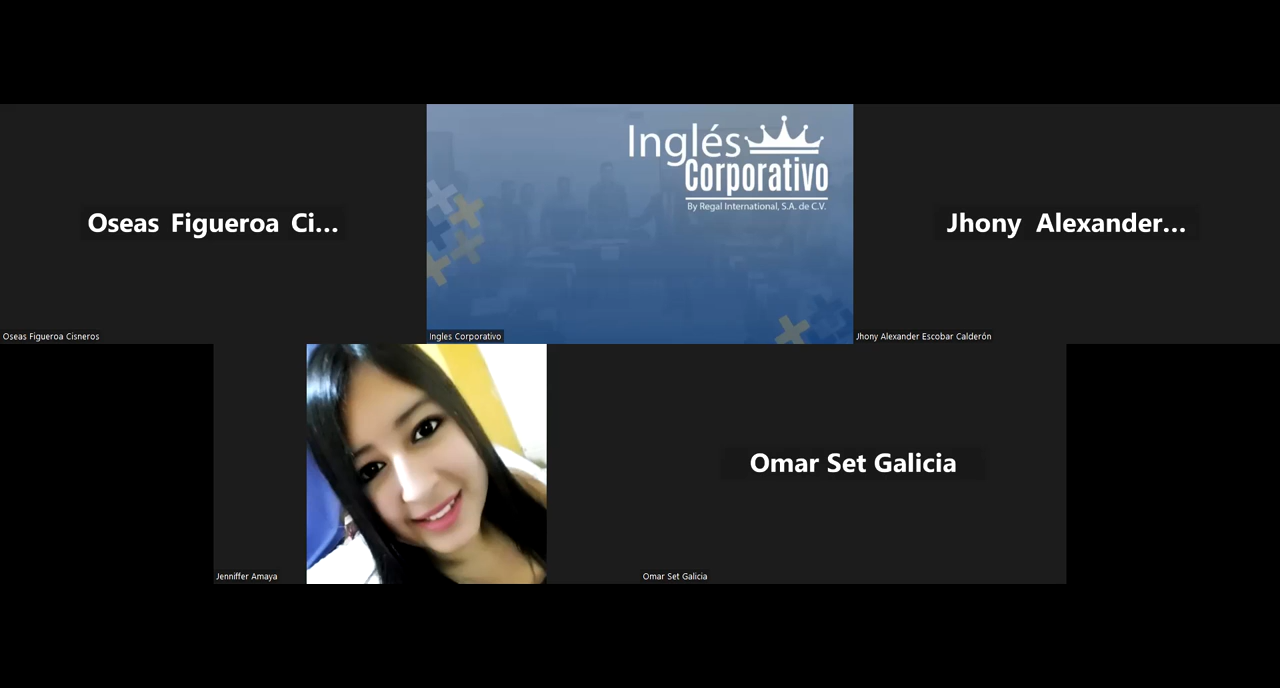 Oseas Figueroa Ci...
Oseas Figueroa Cisneros
Inglés
Corporativo
By Regal International, S.A. de C.V.
Ingles Corporativo
Jhony Alexander...
Jhony Alexander Escobar Calderón
Jenniffer Amaya
Omar Set Galicia
Omar Set Galicia